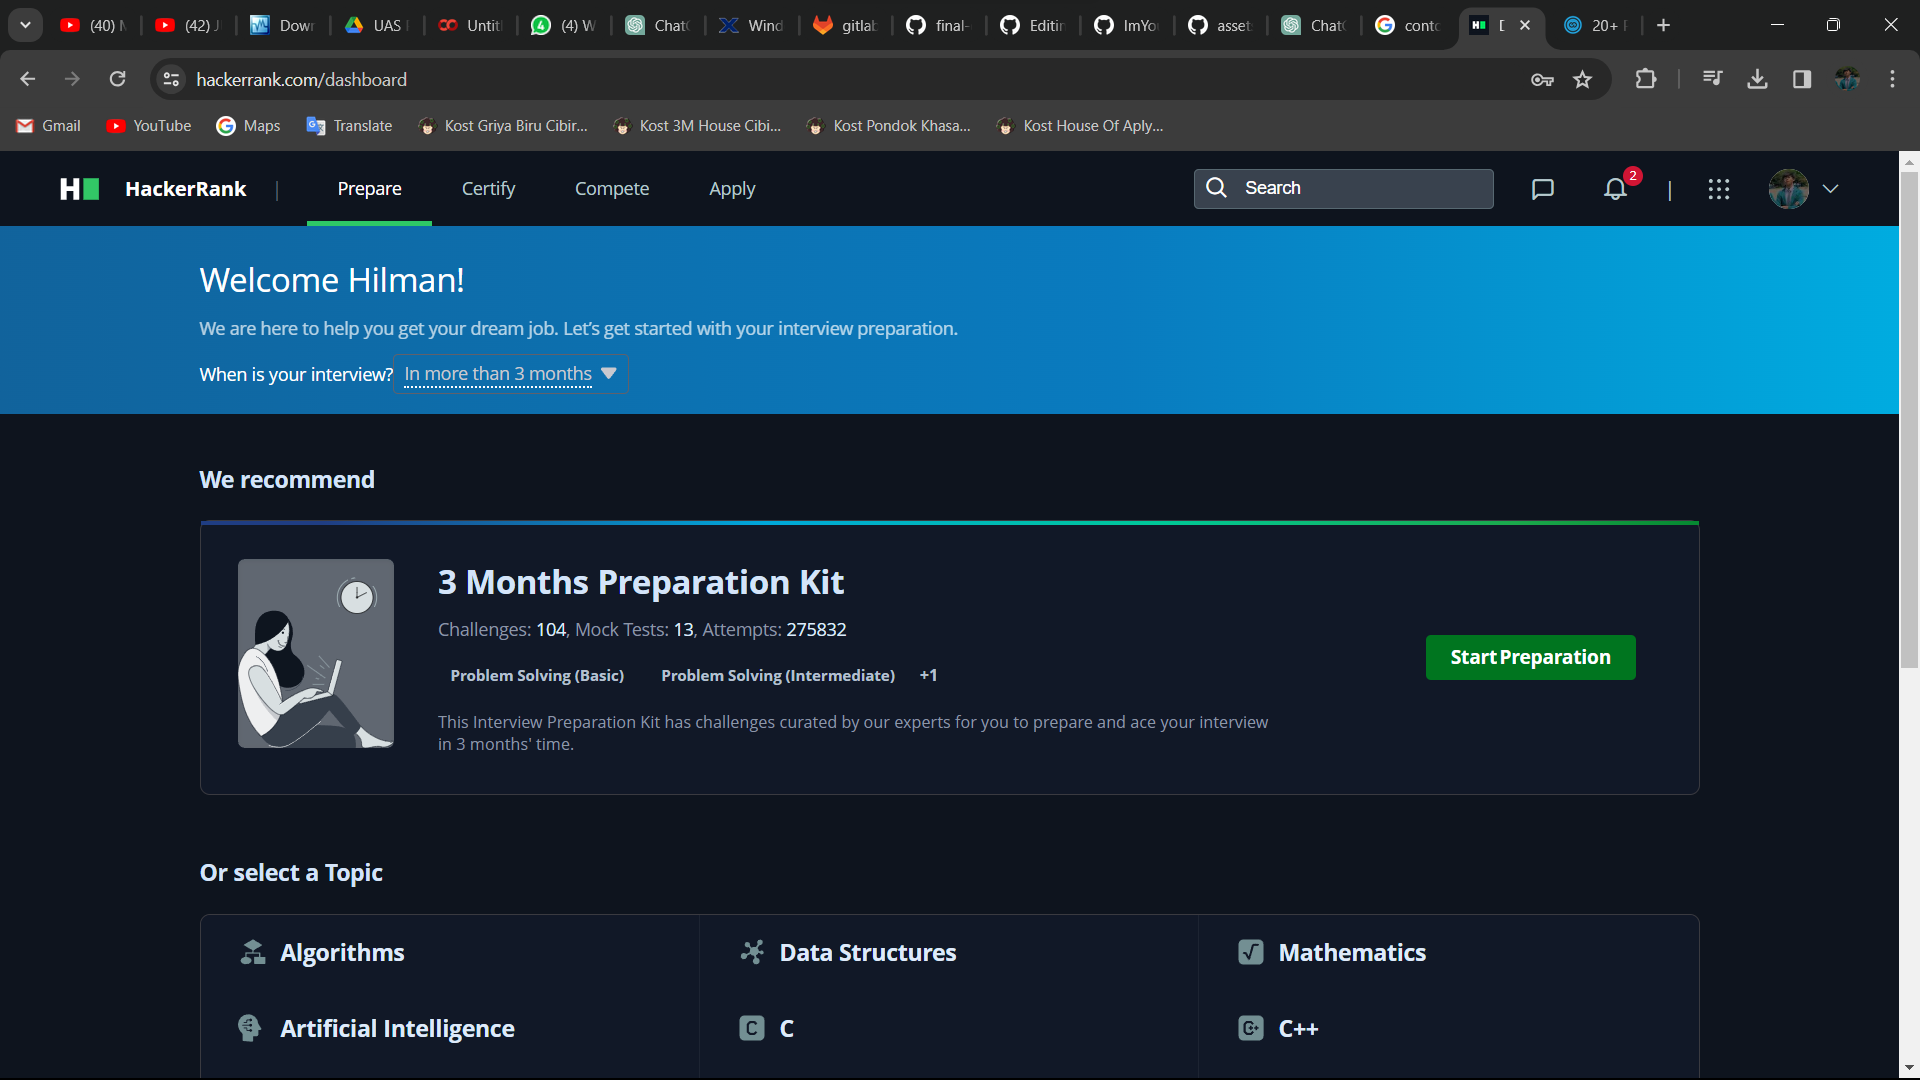 (40)
(42)
Dow
UAS
Untit
(4) W
Chat
Wind
gitlab
final-
Editin
ImYo
asset
Chat
cont
20+
hackerrank.com/dashboard
Gmail
YouTube
Maps
Translate
Kost Griya Biru Cibir...
Kost 3M House Cibi...
Kost Pondok Khasa...
Kost House Of Aply...
H
HackerRank
Prepare
Certify
Compete
Apply
Search
2
Welcome Hilman!
We are here to help you get your dream job. Let's get started with your interview preparation.
When is your interview? In more than 3 months
We recommend
3 Months Preparation Kit
Challenges: 104, Mock Tests: 13, Attempts: 275832
Problem Solving (Basic) Problem Solving (Intermediate) +1
Start Preparation
This Interview Preparation Kit has challenges curated by our experts for you to prepare and ace your interview
in 3 months' time.
Or select a Topic
Algorithms
Data Structures
Mathematics
Artificial Intelligence
C
C
C+
C++